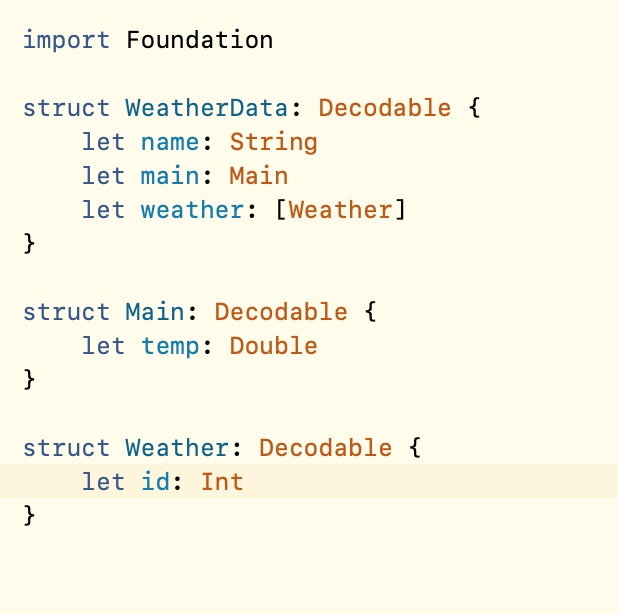 import Foundation
struct WeatherData: Decodable {
    let name: String
    let main: Main
    let weather: [Weather]
}
struct Main: Decodable {
    let temp: Double
}
struct Weather: Decodable {
    let id: Int
}